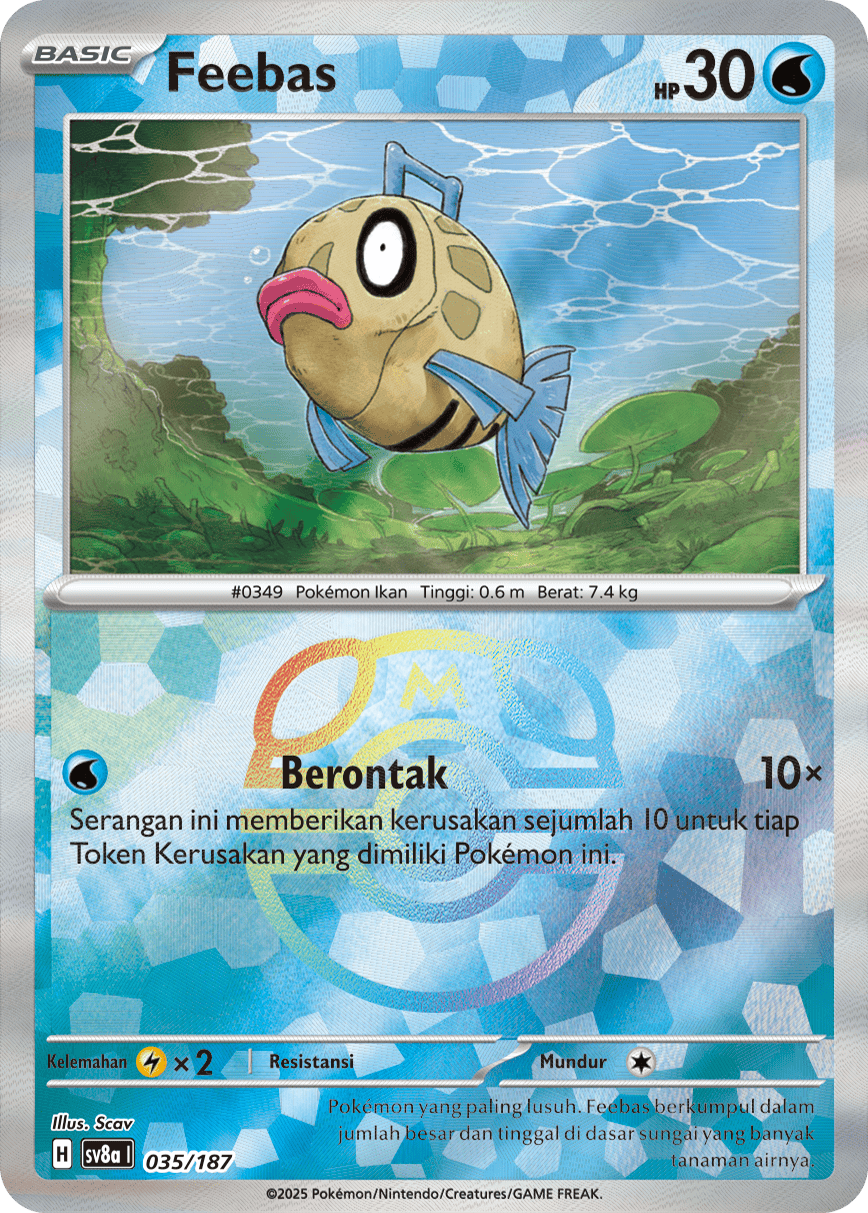 BASIC
Feebas
HP 30
#0349 Pokémon Ikan Tinggi: 0.6 m Berat: 7.4 kg
M
Berontak 10×
Serangan ini memberikan kerusakan sejumlah 10 untuk tiap
Token Kerusakan yang dimiliki Pokémon ini.
Kelemahan ×2 Resistansi Mundur
Pokémon yang paling lusuh. Feebas berkumpul dalam
jumlah besar dan tinggal di dasar sungai yang banyak
tanaman airnya.
Illus. Scav
H sv8a I 035/187
©2025 Pokémon/Nintendo/Creatures/GAME FREAK.